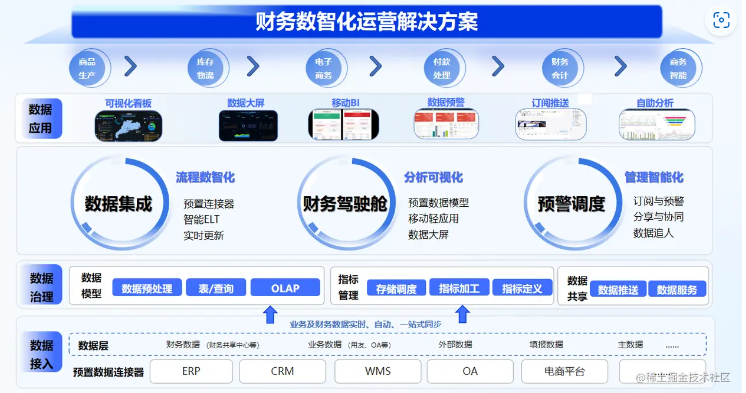 财务数智化运营解决方案
商品生产
库存物流
电子商务
付款处理
财务会计
商务智能
数据应用
可视化看板
数据大屏
移动BI
数据预警
订阅推送
自助分析
数据集成
流程数智化
预置连接器
智能ELT
实时更新
财务驾驶舱
分析可视化
预置数据模型
移动轻应用
数据大屏
预警调度
管理智能化
订阅与预警
分享与协同
数据追人
数据治理
数据模型
数据预处理
表/查询
OLAP
指标管理
存储调度
指标加工
指标定义
数据共享
数据推送
数据服务
业务及财务数据实时、自动、一站式同步
数据接入
数据层
财务数据（财务共享中心等）
业务数据（用友、OA等）
外部数据
填报数据
主数据
......
预置数据连接器
ERP
CRM
WMS
OA
电商平台
@稀土掘金技术社区